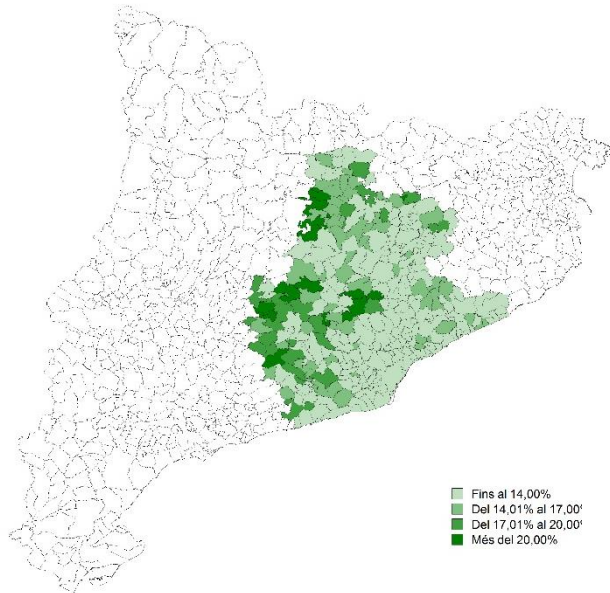 Fins al 14,00%
Del 14,01% al 17,00%
Del 17,01% al 20,00%
Més del 20,00%